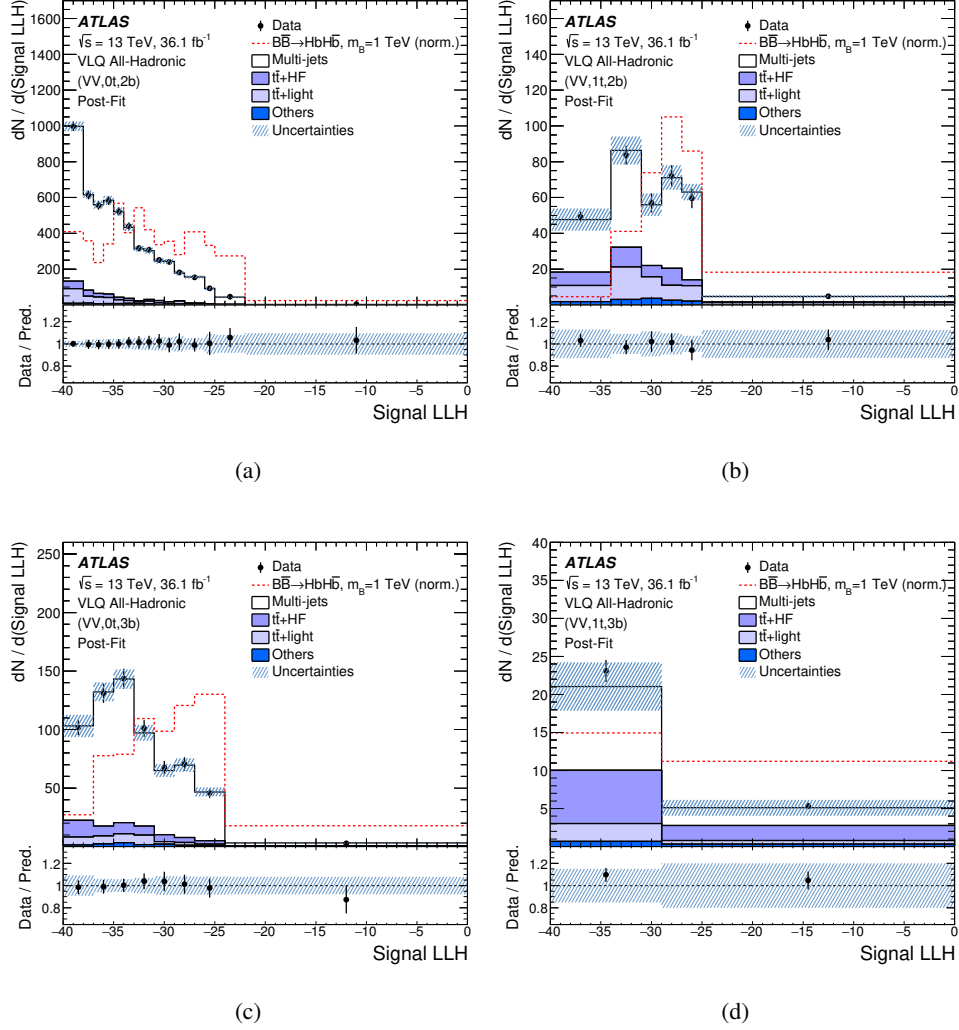 dN / d(Signal LLH)
1600
1400
1200
1000
800
600
400
200
ATLAS
√s = 13 TeV, 36.1 fb⁻¹
VLQ All-Hadronic
(VV,0t,2b)
Post-Fit
Data
BB̅→HbHb̅, m_B=1 TeV (norm.)
Multi-jets
tt̅+HF
tt̅+light
Others
Uncertainties
Data / Pred.
1.2
1
0.8
−40 −35 −30 −25 −20 −15 −10 −5 0
Signal LLH
(a)
dN / d(Signal LLH)
160
140
120
100
80
60
40
20
ATLAS
√s = 13 TeV, 36.1 fb⁻¹
VLQ All-Hadronic
(VV,1t,2b)
Post-Fit
Data
BB̅→HbHb̅, m_B=1 TeV (norm.)
Multi-jets
tt̅+HF
tt̅+light
Others
Uncertainties
Data / Pred.
1.2
1
0.8
−40 −35 −30 −25 −20 −15 −10 −5 0
Signal LLH
(b)
dN / d(Signal LLH)
250
200
150
100
50
ATLAS
√s = 13 TeV, 36.1 fb⁻¹
VLQ All-Hadronic
(VV,0t,3b)
Post-Fit
Data
BB̅→HbHb̅, m_B=1 TeV (norm.)
Multi-jets
tt̅+HF
tt̅+light
Others
Uncertainties
Data / Pred.
1.2
1
0.8
−40 −35 −30 −25 −20 −15 −10 −5 0
Signal LLH
(c)
dN / d(Signal LLH)
40
35
30
25
20
15
10
5
ATLAS
√s = 13 TeV, 36.1 fb⁻¹
VLQ All-Hadronic
(VV,1t,3b)
Post-Fit
Data
BB̅→HbHb̅, m_B=1 TeV (norm.)
Multi-jets
tt̅+HF
tt̅+light
Others
Uncertainties
Data / Pred.
1.2
1
0.8
−40 −35 −30 −25 −20 −15 −10 −5 0
Signal LLH
(d)